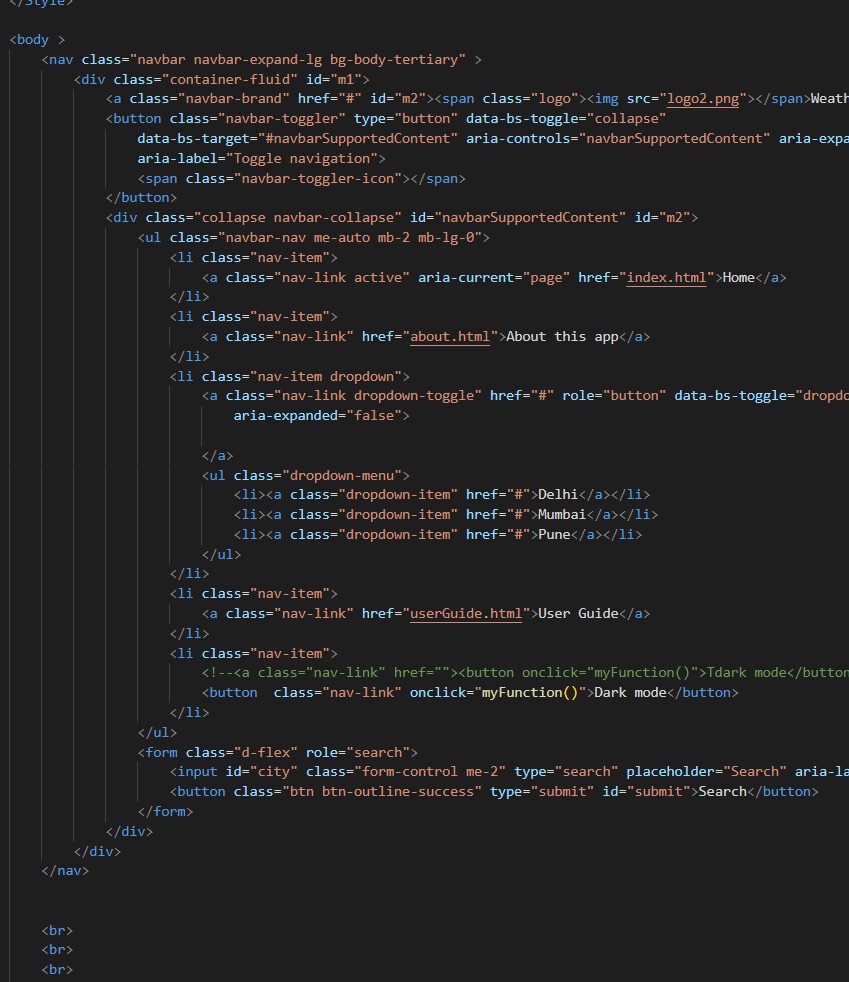 </Style>
<body >
<nav class="navbar navbar-expand-lg bg-body-tertiary" >
<div class="container-fluid" id="m1">
<a class="navbar-brand" href="#" id="m2"><span class="logo"><img src="logo2.png"></span>Weath
<button class="navbar-toggler" type="button" data-bs-toggle="collapse"
data-bs-target="#navbarSupportedContent" aria-controls="navbarSupportedContent" aria-expa
aria-label="Toggle navigation">
<span class="navbar-toggler-icon"></span>
</button>
<div class="collapse navbar-collapse" id="navbarSupportedContent" id="m2">
<ul class="navbar-nav me-auto mb-2 mb-lg-0">
<li class="nav-item">
<a class="nav-link active" aria-current="page" href="index.html">Home</a>
</li>
<li class="nav-item">
<a class="nav-link" href="about.html">About this app</a>
</li>
<li class="nav-item dropdown">
<a class="nav-link dropdown-toggle" href="#" role="button" data-bs-toggle="dropdo
aria-expanded="false">
</a>
<ul class="dropdown-menu">
<li><a class="dropdown-item" href="#">Delhi</a></li>
<li><a class="dropdown-item" href="#">Mumbai</a></li>
<li><a class="dropdown-item" href="#">Pune</a></li>
</ul>
</li>
<li class="nav-item">
<a class="nav-link" href="userGuide.html">User Guide</a>
</li>
<li class="nav-item">
<!--<a class="nav-link" href=""><button onclick="myFunction()">Tdark mode</button
<button  class="nav-link" onclick="myFunction()">Dark mode</button>
</li>
</ul>
<form class="d-flex" role="search">
<input id="city" class="form-control me-2" type="search" placeholder="Search" aria-la
<button class="btn btn-outline-success" type="submit" id="submit">Search</button>
</form>
</div>
</div>
</nav>
<br>
<br>
<br>